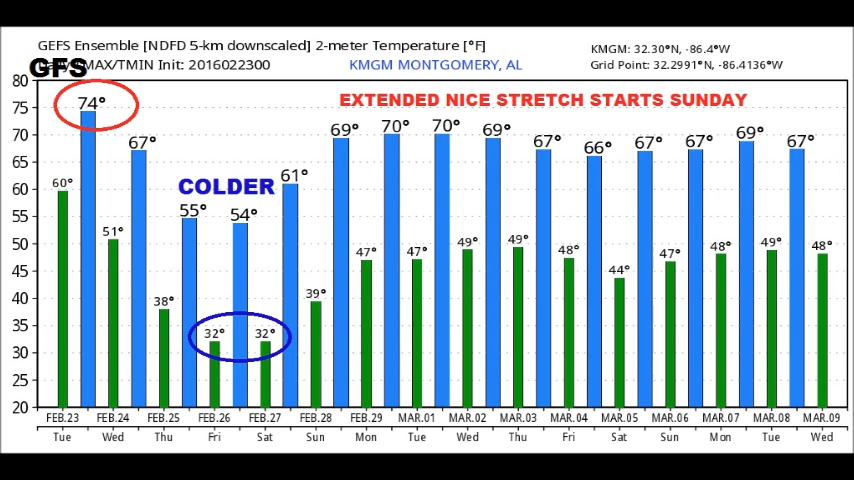 GEFS Ensemble [NDFD 5-km downscaled] 2-meter Temperature [°F]
KMGM: 32.30°N, -86.4°W
GFS
MAX/TMIN Init: 2016022300
KMGM MONTGOMERY, AL
Grid Point: 32.2991°N, -86.4136°W
EXTENDED NICE STRETCH STARTS SUNDAY
COLDER
80
75
70
65
60
55
50
45
40
35
30
25
20
74° 67° 55° 54° 61° 69° 70° 70° 69° 67° 66° 67° 67° 69° 67°
60° 51° 38° 32° 32° 39° 47° 47° 49° 49° 48° 44° 47° 48° 49° 48°
FEB.23 FEB.24 FEB.25 FEB.26 FEB.27 FEB.28 FEB.29 MAR.01 MAR.02 MAR.03 MAR.04 MAR.05 MAR.06 MAR.07 MAR.08 MAR.09
Tue Wed Thu Fri Sat Sun Mon Tue Wed Thu Fri Sat Sun Mon Tue Wed